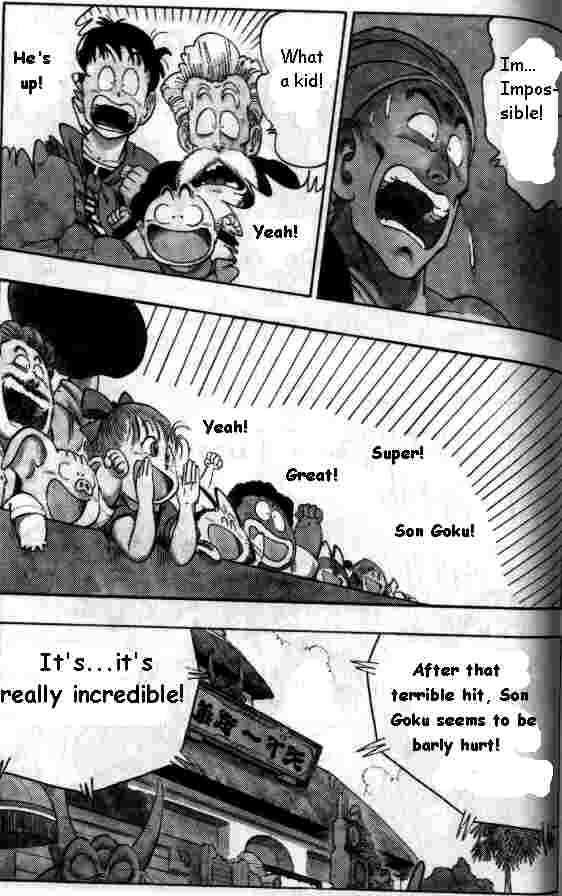 He's
up!
What
a kid!
Yeah!
Im...
Impos-
sible!
Yeah!
Great!
Super!
Son Goku!
It's...it's
really incredible!
After that
terrible hit, Son
Goku seems to be
barly hurt!